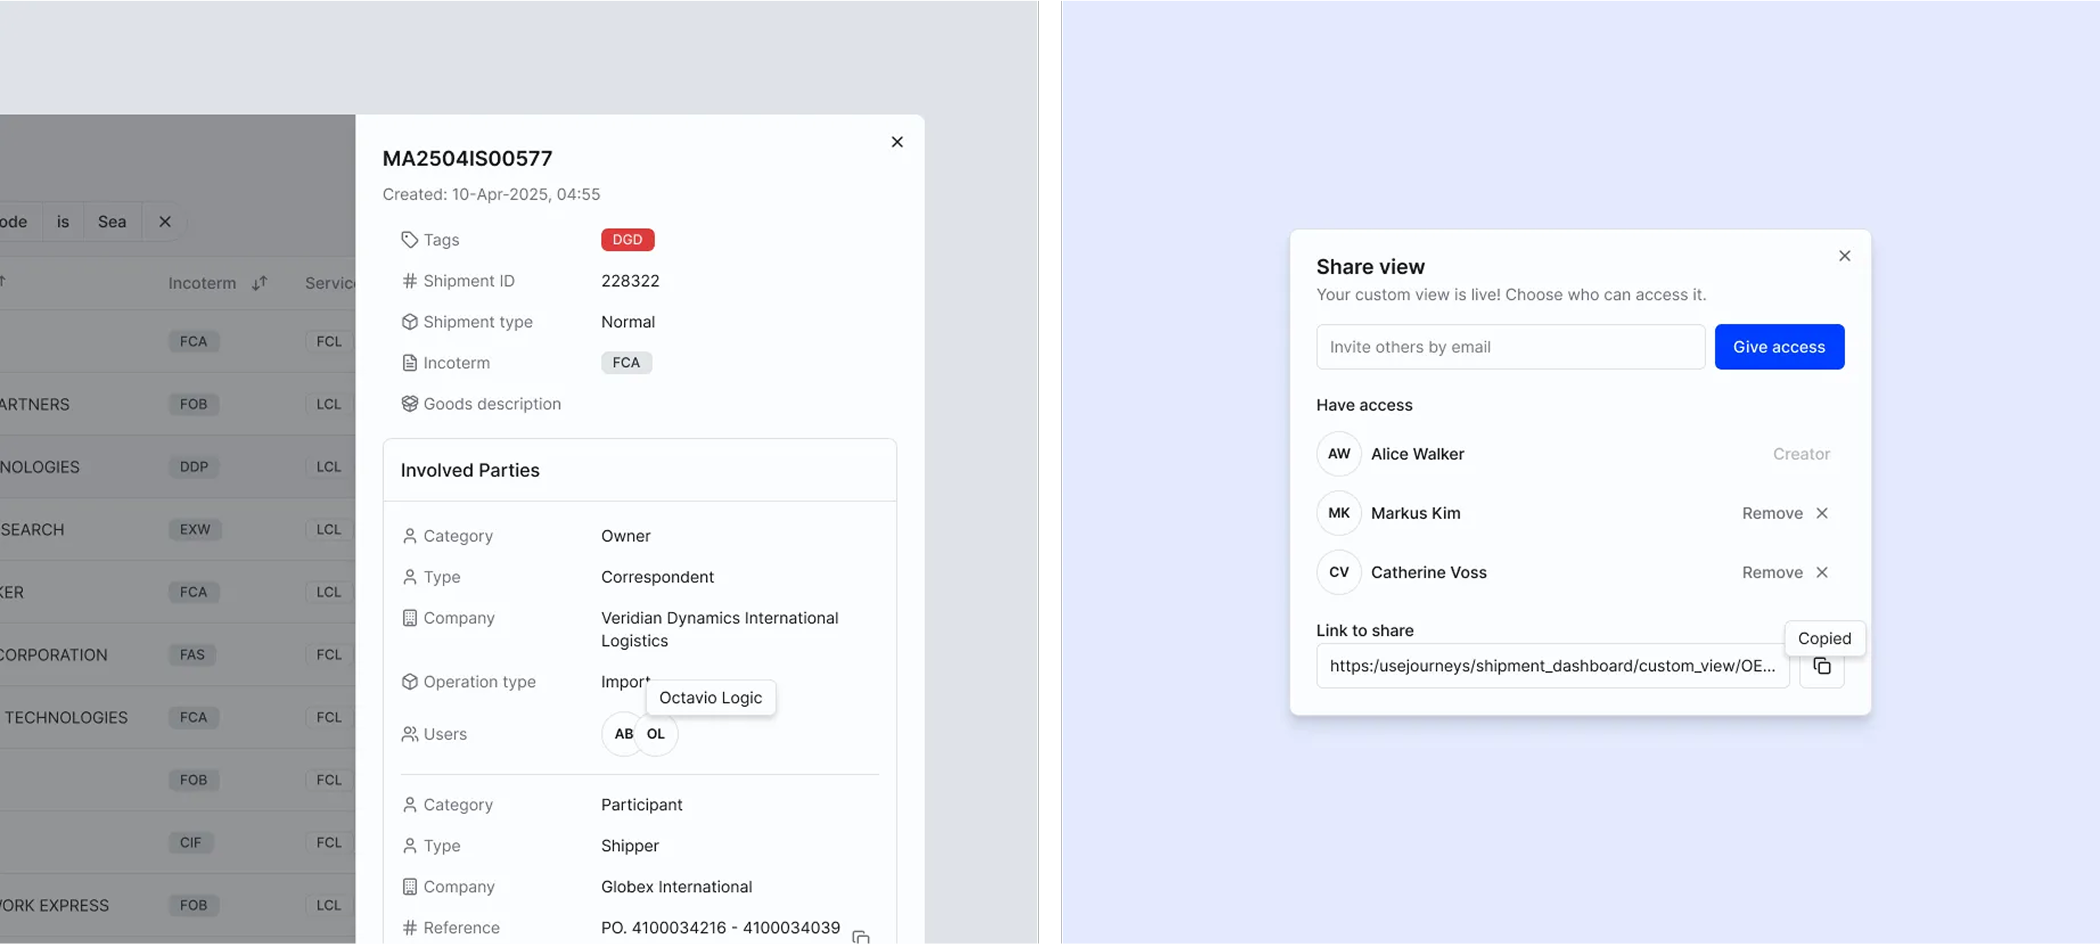 ode is Sea
Incoterm Servic
FCA FCL
ARTNERS FOB LCL
NOLOGIES DDP LCL
SEARCH EXW LCL
KER FCA LCL
CORPORATION FAS FCL
TECHNOLOGIES FCA FCL
FOB FCL
CIF FCL
ORK EXPRESS FOB LCL
MA2504IS00577
Created: 10-Apr-2025, 04:55
Tags DGD
Shipment ID 228322
Shipment type Normal
Incoterm FCA
Goods description
Involved Parties
Category Owner
Type Correspondent
Company Veridian Dynamics International
Logistics
Operation type Import
Octavio Logic
Users AB OL
Category Participant
Type Shipper
Company Globex International
Reference PO. 4100034216 - 4100034039
Share view
Your custom view is live! Choose who can access it.
Invite others by email Give access
Have access
AW Alice Walker Creator
MK Markus Kim Remove
CV Catherine Voss Remove
Link to share
Copied
https:/usejourneys/shipment_dashboard/custom_view/OE...